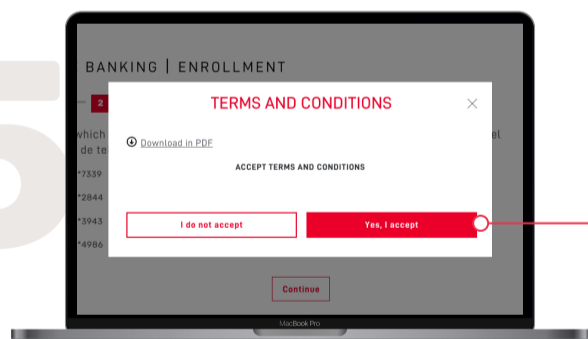 5
BANKING | ENROLLMENT
2
TERMS AND CONDITIONS
which
el
de te
Download in PDF
ACCEPT TERMS AND CONDITIONS
*7339
*2844
*3943
*4986
I do not accept
Yes, I accept
Continue
MacBook Pro